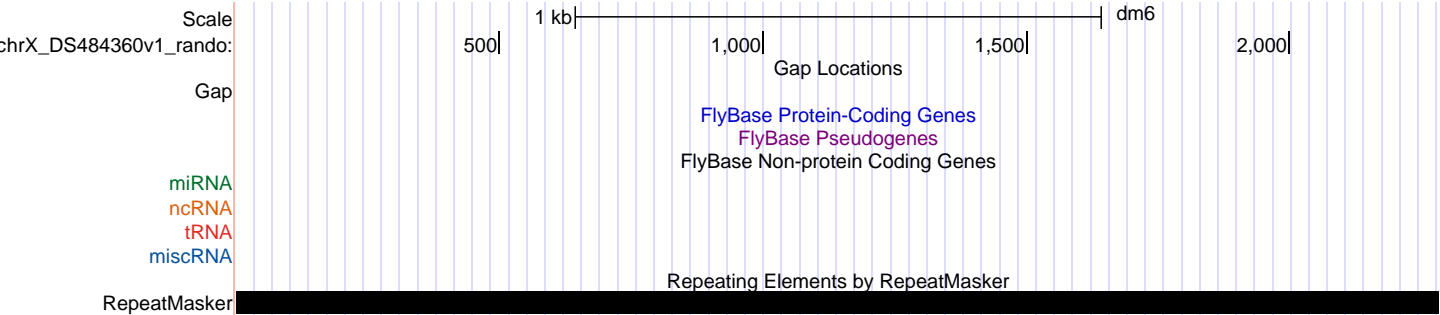 Scale 1 kb dm6
chrX_DS484360v1_rando: 500 1,000 1,500 2,000
Gap Locations
Gap
FlyBase Protein-Coding Genes
FlyBase Pseudogenes
FlyBase Non-protein Coding Genes
miRNA
ncRNA
tRNA
miscRNA
Repeating Elements by RepeatMasker
RepeatMasker